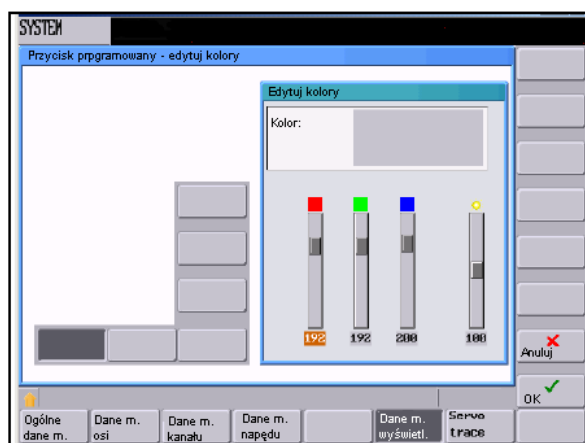 SYSTEM
Przycisk prpgramowany - edytuj kolory
Edytuj kolory
Kolor:
192 192 200 100
Anuluj
OK
Ogólne dane m.
Dane m. osi
Dane m. kanału
Dane m. napędu
Dane m. wyświetl.
Servo trace